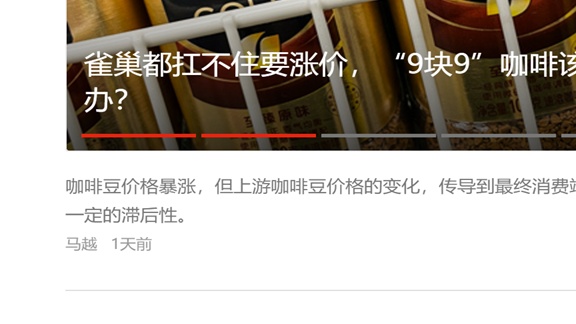 雀巢都扛不住要涨价，“9块9”咖啡该
办？
咖啡豆价格暴涨，但上游咖啡豆价格的变化，传导到最终消费端
一定的滞后性。
马越 1天前